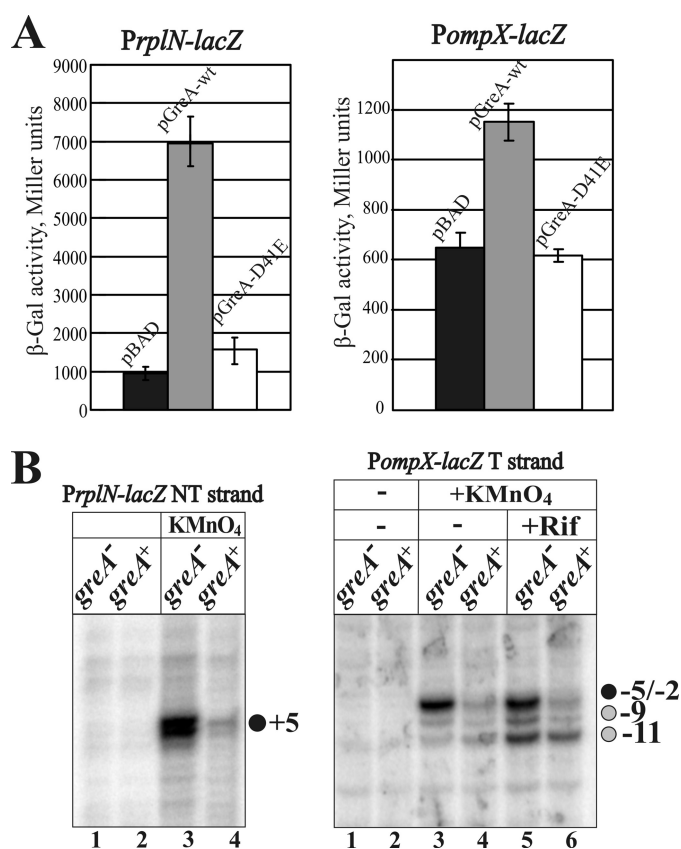 A
PrplN-lacZ
PompX-lacZ
β-Gal activity, Miller units
9000
8000
7000
6000
5000
4000
3000
2000
1000
0
pBAD
pGreA-wt
pGreA-D41E
β-Gal activity, Miller units
1200
1000
800
600
400
200
0
pBAD
pGreA-wt
pGreA-D41E
B
PrplN-lacZ NT strand
KMnO₄
greA⁻ greA⁺ greA⁻ greA⁺
+5
1 2 3 4
PompX-lacZ T strand
- +KMnO₄
- - +Rif
greA⁻ greA⁺ greA⁻ greA⁺ greA⁻ greA⁺
-5/-2
-9
-11
1 2 3 4 5 6